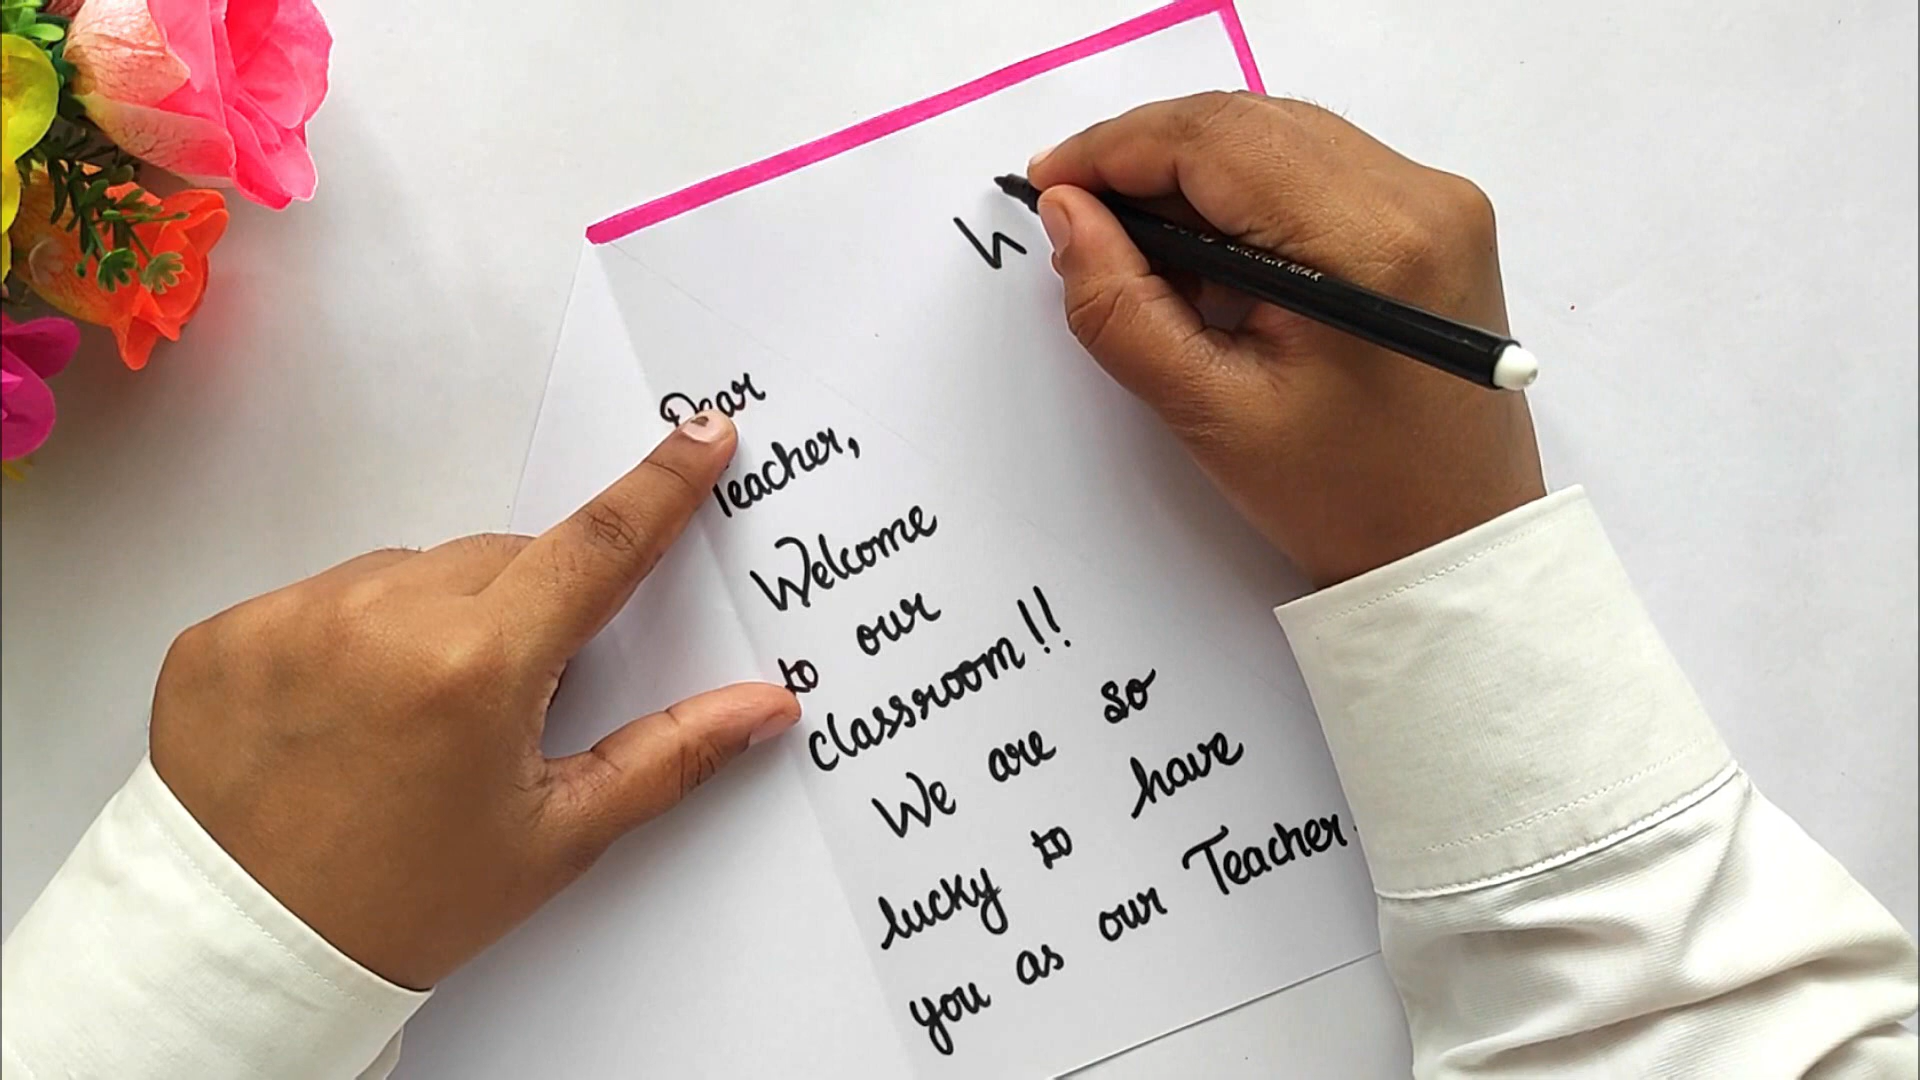 Dear
Teacher,
Welcome
to our
classroom!!
We are so
lucky to have
you as our Teacher.